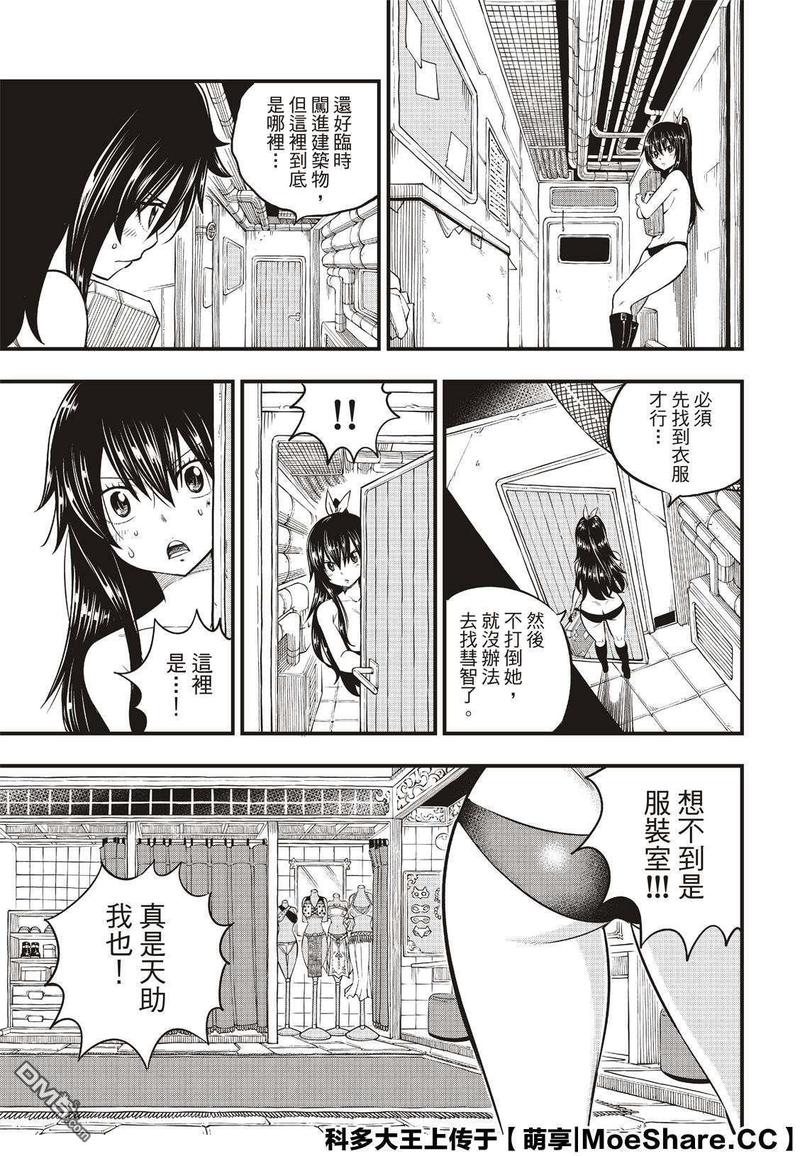 還好臨時
闖進建築物，
但這裡到底
是哪裡…
必須
先找到衣服
才行…
然後
不打倒她，
就沒辦法
去找彗智了。
!!
這裡
是…！
想不到是
服裝室!!!
真是天助
我也！
DM5
科多大王上传于【萌享|MoeShare.CC】